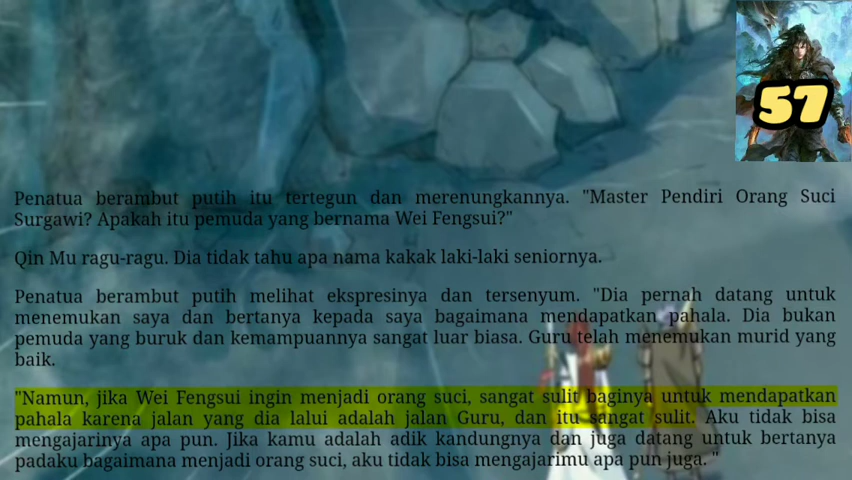 57
Penatua berambut putih itu tertegun dan merenungkannya. "Master Pendiri Orang Suci
Surgawi? Apakah itu pemuda yang bernama Wei Fengsui?"
Qin Mu ragu-ragu. Dia tidak tahu apa nama kakak laki-laki seniornya.
Penatua berambut putih melihat ekspresinya dan tersenyum. "Dia pernah datang untuk
menemukan saya dan bertanya kepada saya bagaimana mendapatkan pahala. Dia bukan
pemuda yang buruk dan kemampuannya sangat luar biasa. Guru telah menemukan murid yang
baik.
"Namun, jika Wei Fengsui ingin menjadi orang suci, sangat sulit baginya untuk mendapatkan
pahala karena jalan yang dia lalui adalah jalan Guru, dan itu sangat sulit. Aku tidak bisa
mengajarinya apa pun. Jika kamu adalah adik kandungnya dan juga datang untuk bertanya
padaku bagaimana menjadi orang suci, aku tidak bisa mengajarimu apa pun juga. "